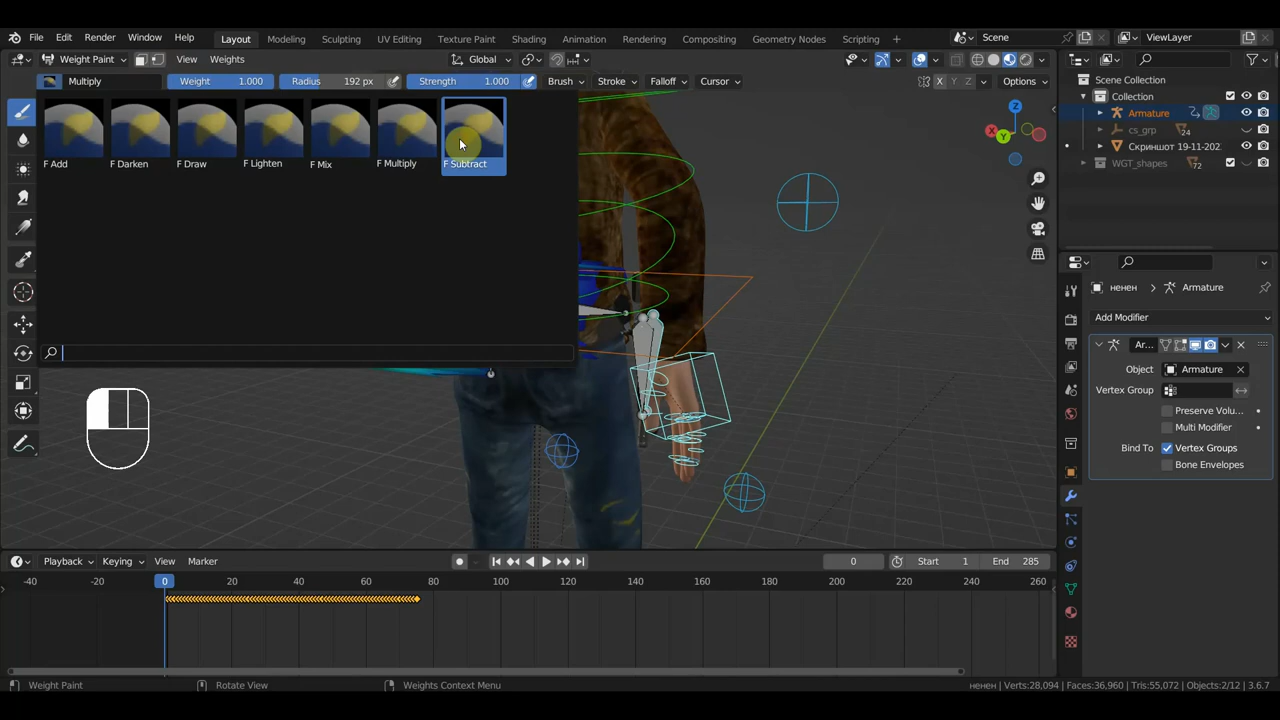 File Edit Render Window Help Layout Modeling Sculpting UV Editing Texture Paint Shading Animation Rendering Compositing Geometry Nodes Scripting Scene ViewLayer
Weight Paint View Weights Global
Multiply Weight 1.000 Radius 192 px Strength 1.000 Brush Stroke Falloff Cursor X Y Z Options
F Add F Darken F Draw F Lighten F Mix F Multiply F Subtract
Z
X
Y
Scene Collection
Collection
Armature
cs_grp 24
Скриншот 19-11-202.
WGT_shapes 72
ненен > Armature
Add Modifier
Ar...
Object Armature
Vertex Group
Preserve Volu...
Multi Modifier
Bind To Vertex Groups
Bone Envelopes
Playback Keying View Marker 0 Start 1 End 285
-40 -20 0 20 40 60 80 100 120 140 160 180 200 220 240 260
Weight Paint Rotate View Weights Context Menu ненен | Verts:28,094 | Faces:36,960 | Tris:55,072 | Objects:2/12 | 3.6.7